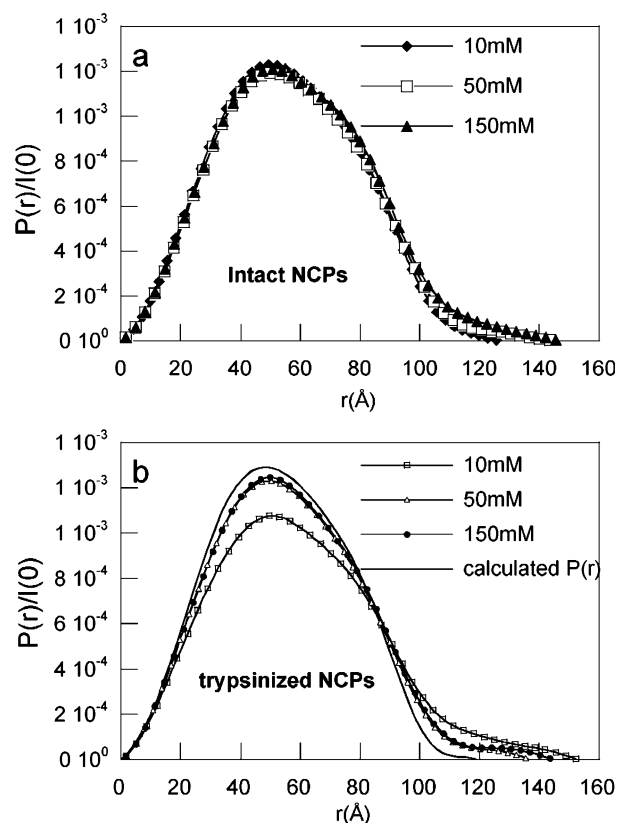 a
1 10-3
1 10-3
1 10-3
8 10-4
6 10-4
4 10-4
2 10-4
0 100
P(r)/I(0)
10mM
50mM
150mM
Intact NCPs
0 20 40 60 80 100 120 140 160
r(Å)
b
1 10-3
1 10-3
1 10-3
8 10-4
6 10-4
4 10-4
2 10-4
0 100
P(r)/I(0)
10mM
50mM
150mM
calculated P(r)
trypsinized NCPs
0 20 40 60 80 100 120 140 160
r(Å)